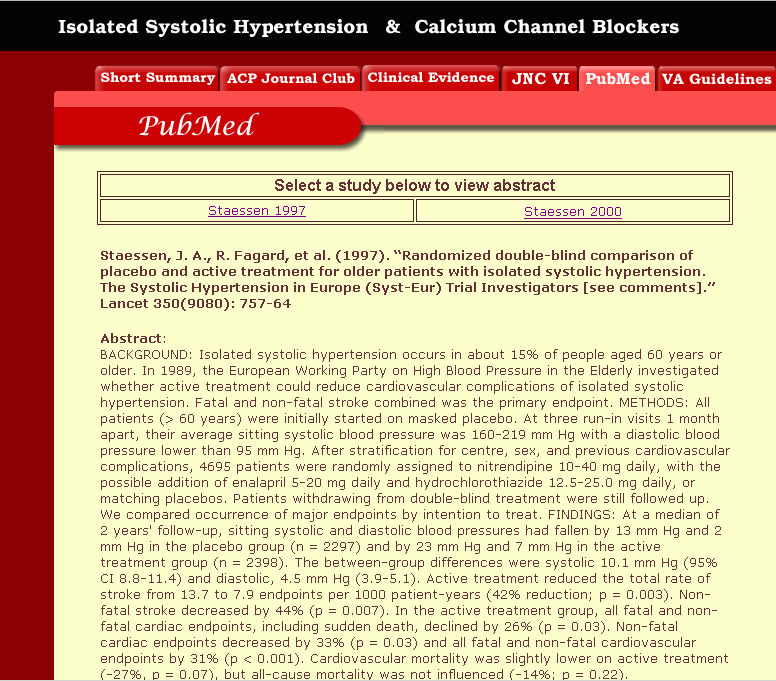 Isolated Systolic Hypertension & Calcium Channel Blockers
Short Summary ACP Journal Club Clinical Evidence JNC VI PubMed VA Guidelines
PubMed
Select a study below to view abstract
Staessen 1997 Staessen 2000
Staessen, J. A., R. Fagard, et al. (1997). “Randomized double-blind comparison of
placebo and active treatment for older patients with isolated systolic hypertension.
The Systolic Hypertension in Europe (Syst-Eur) Trial Investigators [see comments].”
Lancet 350(9080): 757-64
Abstract:
BACKGROUND: Isolated systolic hypertension occurs in about 15% of people aged 60 years or
older. In 1989, the European Working Party on High Blood Pressure in the Elderly investigated
whether active treatment could reduce cardiovascular complications of isolated systolic
hypertension. Fatal and non-fatal stroke combined was the primary endpoint. METHODS: All
patients (> 60 years) were initially started on masked placebo. At three run-in visits 1 month
apart, their average sitting systolic blood pressure was 160-219 mm Hg with a diastolic blood
pressure lower than 95 mm Hg. After stratification for centre, sex, and previous cardiovascular
complications, 4695 patients were randomly assigned to nitrendipine 10-40 mg daily, with the
possible addition of enalapril 5-20 mg daily and hydrochlorothiazide 12.5-25.0 mg daily, or
matching placebos. Patients withdrawing from double-blind treatment were still followed up.
We compared occurrence of major endpoints by intention to treat. FINDINGS: At a median of
2 years' follow-up, sitting systolic and diastolic blood pressures had fallen by 13 mm Hg and 2
mm Hg in the placebo group (n = 2297) and by 23 mm Hg and 7 mm Hg in the active
treatment group (n = 2398). The between-group differences were systolic 10.1 mm Hg (95%
CI 8.8-11.4) and diastolic, 4.5 mm Hg (3.9-5.1). Active treatment reduced the total rate of
stroke from 13.7 to 7.9 endpoints per 1000 patient-years (42% reduction; p = 0.003). Non-
fatal stroke decreased by 44% (p = 0.007). In the active treatment group, all fatal and non-
fatal cardiac endpoints, including sudden death, declined by 26% (p = 0.03). Non-fatal
cardiac endpoints decreased by 33% (p = 0.03) and all fatal and non-fatal cardiovascular
endpoints by 31% (p < 0.001). Cardiovascular mortality was slightly lower on active treatment
(-27%, p = 0.07), but all-cause mortality was not influenced (-14%; p = 0.22).